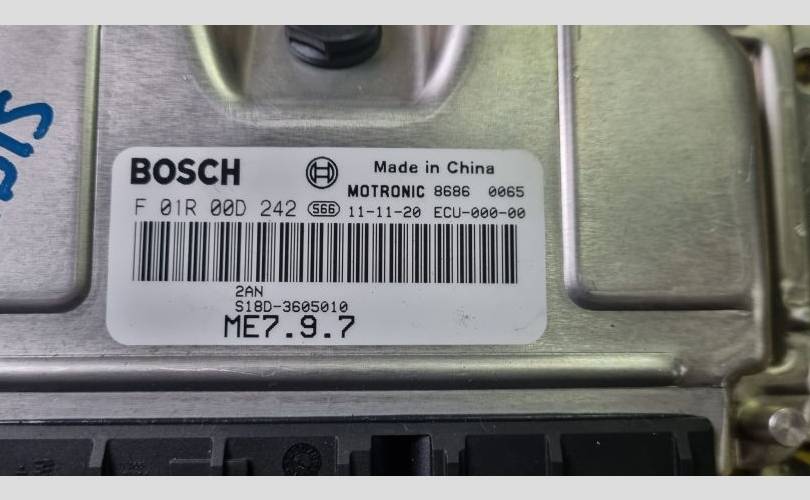 BOSCH Made in China
MOTRONIC 8686 0065
F 01R 00D 242 S66 11-11-20 ECU-000-00
2AN
S18D-3605010
ME7.9.7